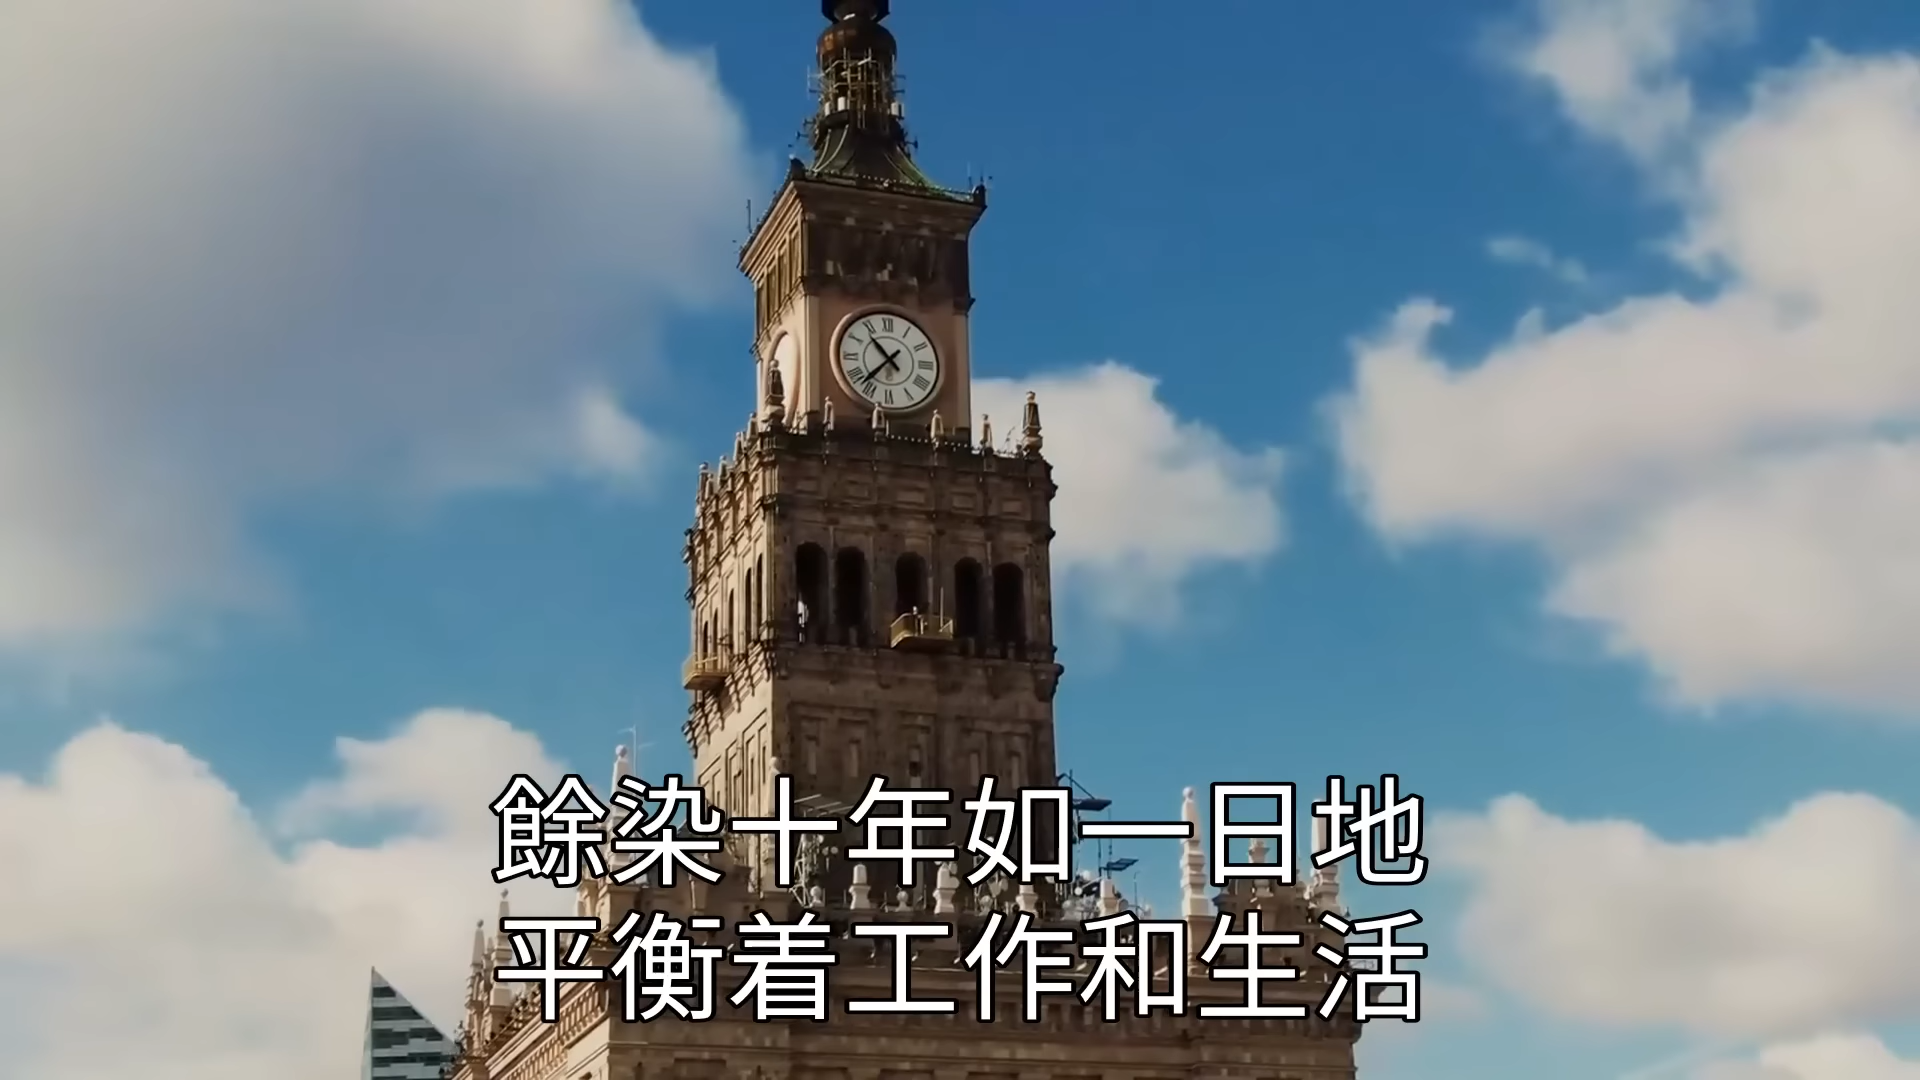 餘染十年如一日地
平衡着工作和生活